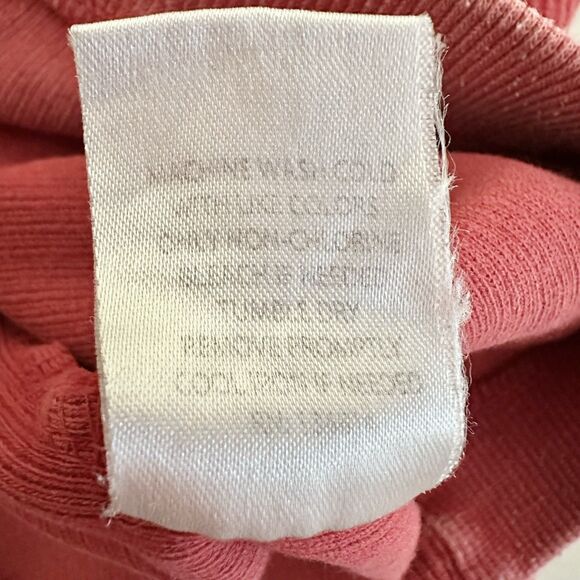 MACHINE WASH COLD
WITH LIKE COLORS
ONLY NON-CHLORINE
BLEACH IF NEEDED
TUMBLE DRY
REMOVE PROMPTLY
COOL IRON IF NEEDED